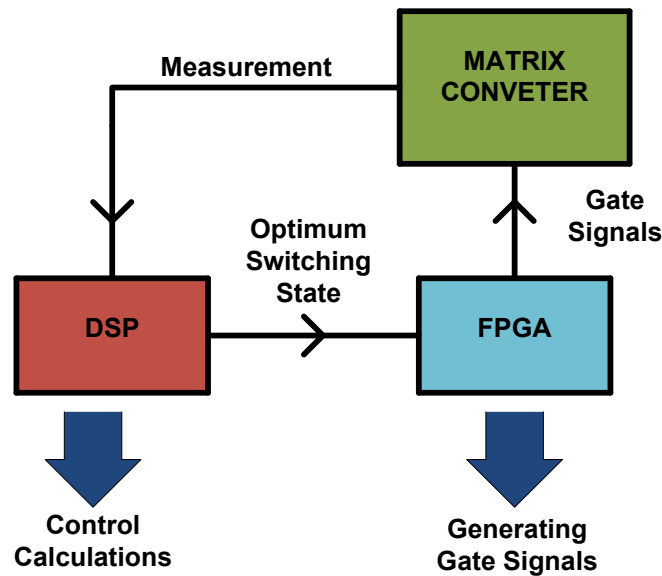 MATRIX
CONVETER
Measurement
Gate
Signals
Optimum
Switching
State
DSP
FPGA
Control
Calculations
Generating
Gate Signals